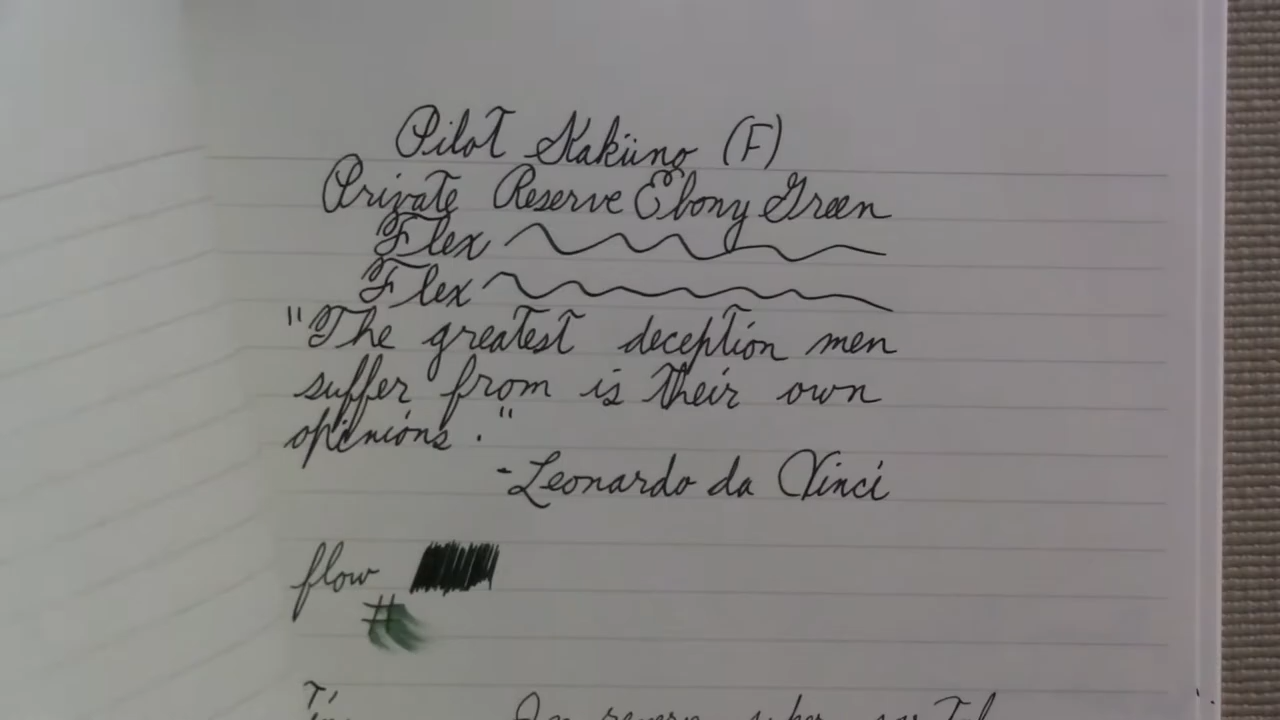 Pilot Kaküno (F)
Private Reserve Ebony Green
Flex
Flex
"The greatest deception men
suffer from is their own
opinions."
-Leonardo da Vinci
flow
#